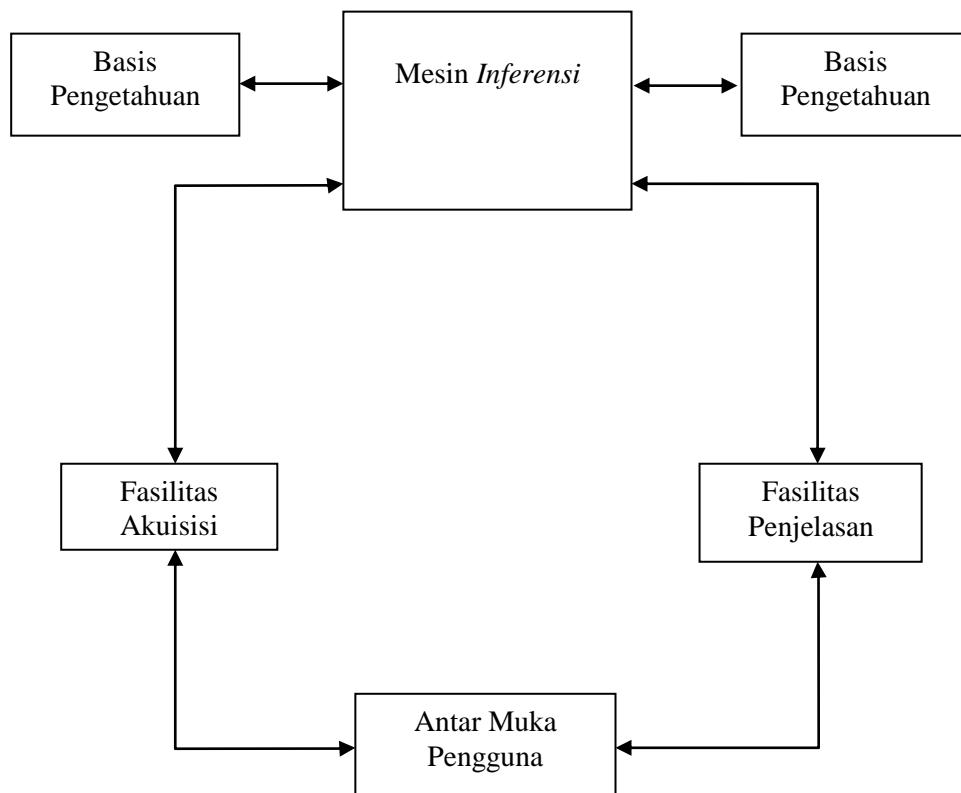 Basis
Pengetahuan
Mesin Inferensi
Basis
Pengetahuan
Fasilitas
Akuisisi
Fasilitas
Penjelasan
Antar Muka
Pengguna